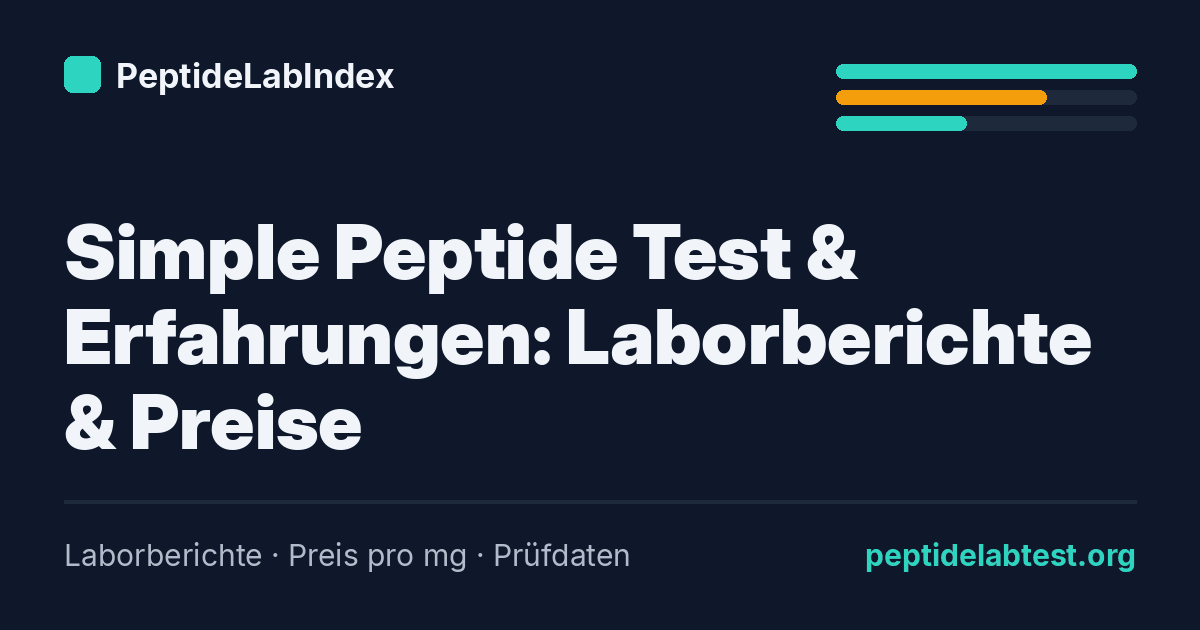 PeptideLabIndex
Simple Peptide Test &
Erfahrungen: Laborberichte
& Preise
Laborberichte · Preis pro mg · Prüfdaten
peptidelabtest.org